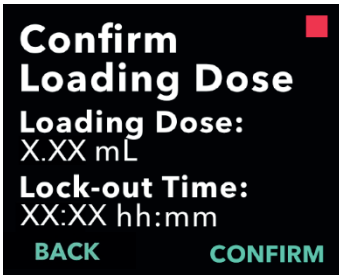 Confirm
Loading Dose
Loading Dose:
X.XX mL
Lock-out Time:
XX:XX hh:mm
BACK CONFIRM